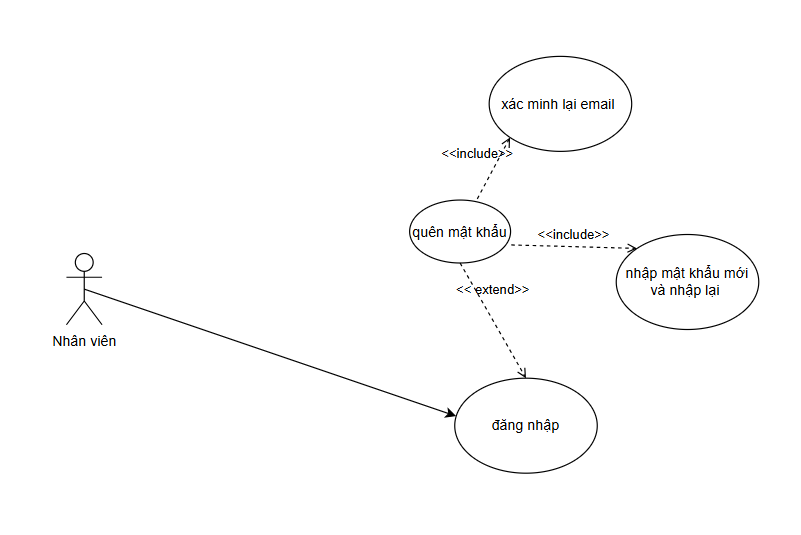 xác minh lại email
<<include>>
quên mật khẩu
<<include>>
nhập mật khẩu mới
và nhập lại
<< extend>>
Nhân viên
đăng nhập